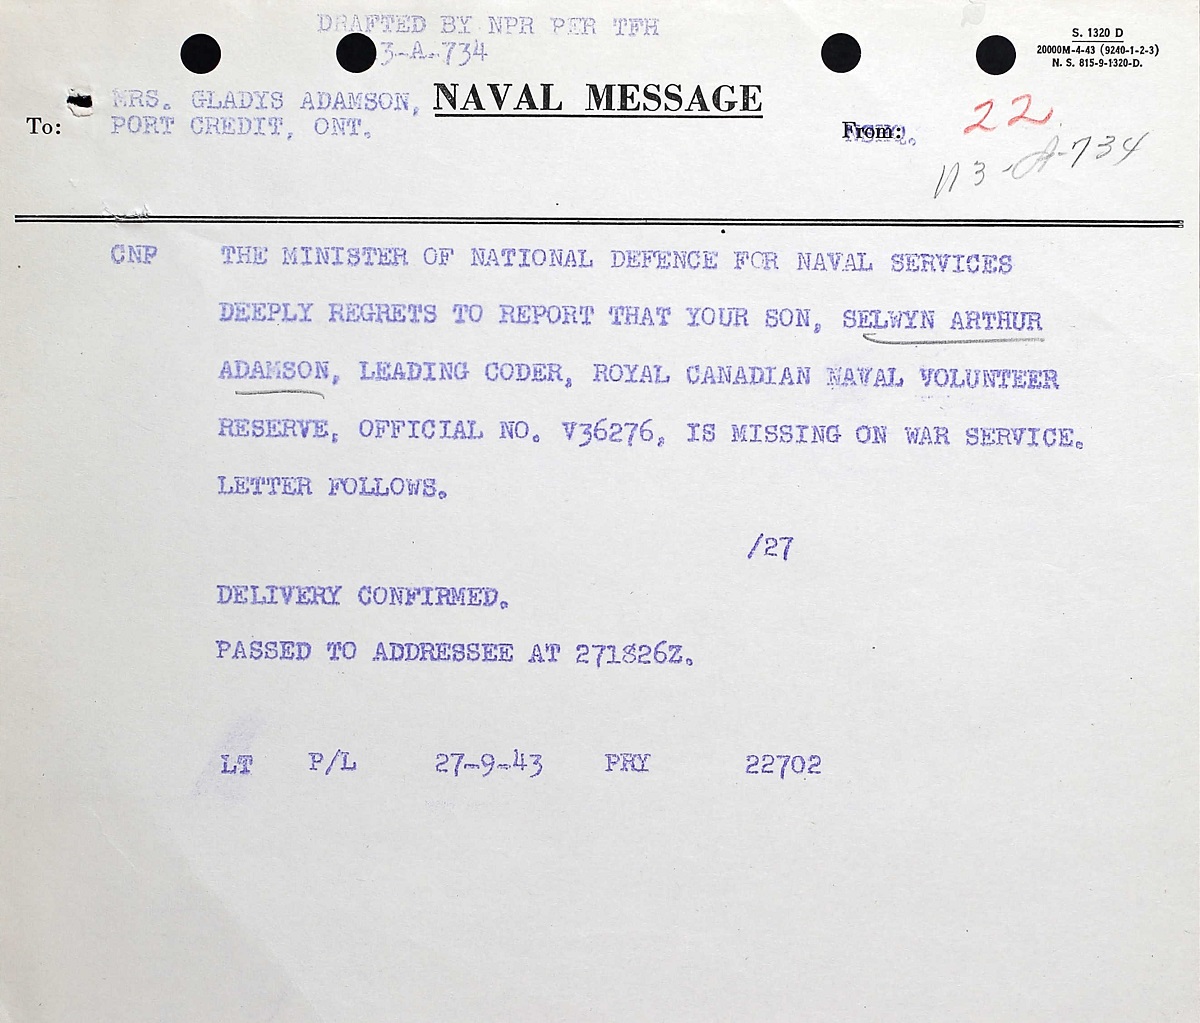 DRAFTED BY NPR PER TFH
3-A-734
S. 1320 D
20000M-4-43 (9240-1-2-3)
N. S. 815-9-1320-D.
NAVAL MESSAGE
To:
MRS. GLADYS ADAMSON,
PORT CREDIT, ONT.
From:
NSHQ.
22
113-A-734
CNP THE MINISTER OF NATIONAL DEFENCE FOR NAVAL SERVICES
DEEPLY REGRETS TO REPORT THAT YOUR SON, SELWYN ARTHUR
ADAMSON, LEADING CODER, ROYAL CANADIAN NAVAL VOLUNTEER
RESERVE, OFFICIAL NO. V36276, IS MISSING ON WAR SERVICE.
LETTER FOLLOWS.
/27
DELIVERY CONFIRMED.
PASSED TO ADDRESSEE AT 271826Z.
LT P/L 27-9-43 PRY 22702